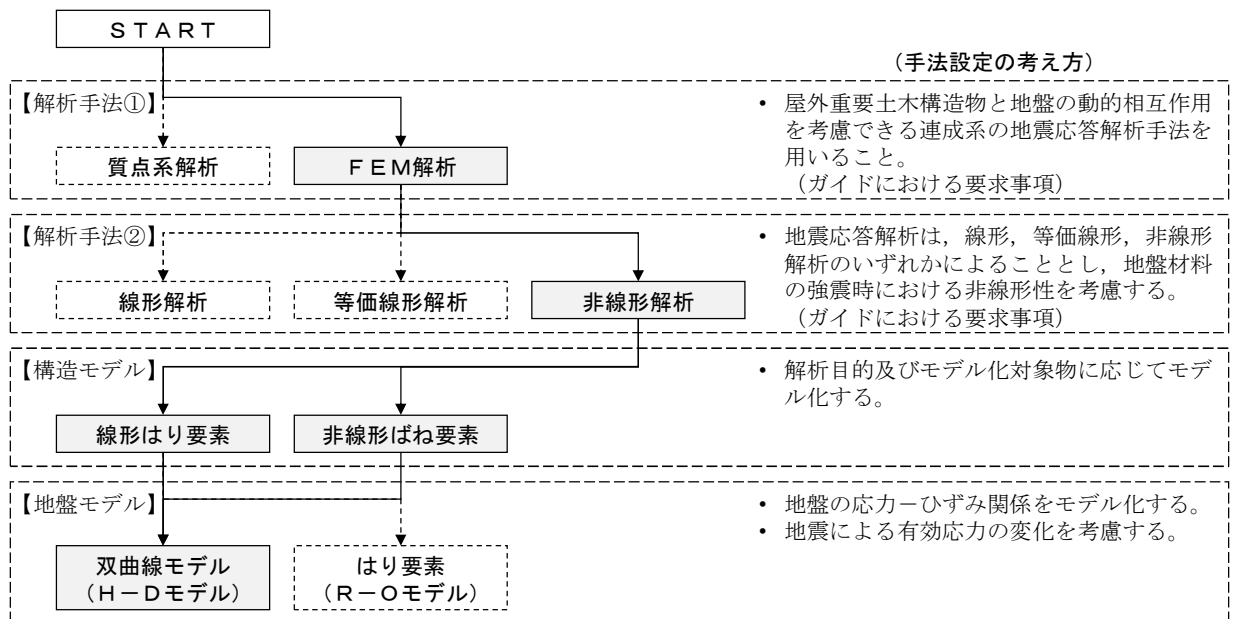 ＳＴＡＲＴ
（手法設定の考え方）
【解析手法①】
質点系解析
ＦＥＭ解析
• 屋外重要土木構造物と地盤の動的相互作用
を考慮できる連成系の地震応答解析手法を
用いること。
（ガイドにおける要求事項）
【解析手法②】
線形解析
等価線形解析
非線形解析
• 地震応答解析は，線形，等価線形，非線形
解析のいずれかによることとし，地盤材料
の強震時における非線形性を考慮する。
（ガイドにおける要求事項）
【構造モデル】
線形はり要素
非線形ばね要素
• 解析目的及びモデル化対象物に応じてモデ
ル化する。
【地盤モデル】
双曲線モデル
（Ｈ－Ｄモデル）
はり要素
（Ｒ－Ｏモデル）
• 地盤の応力－ひずみ関係をモデル化する。
• 地震による有効応力の変化を考慮する。